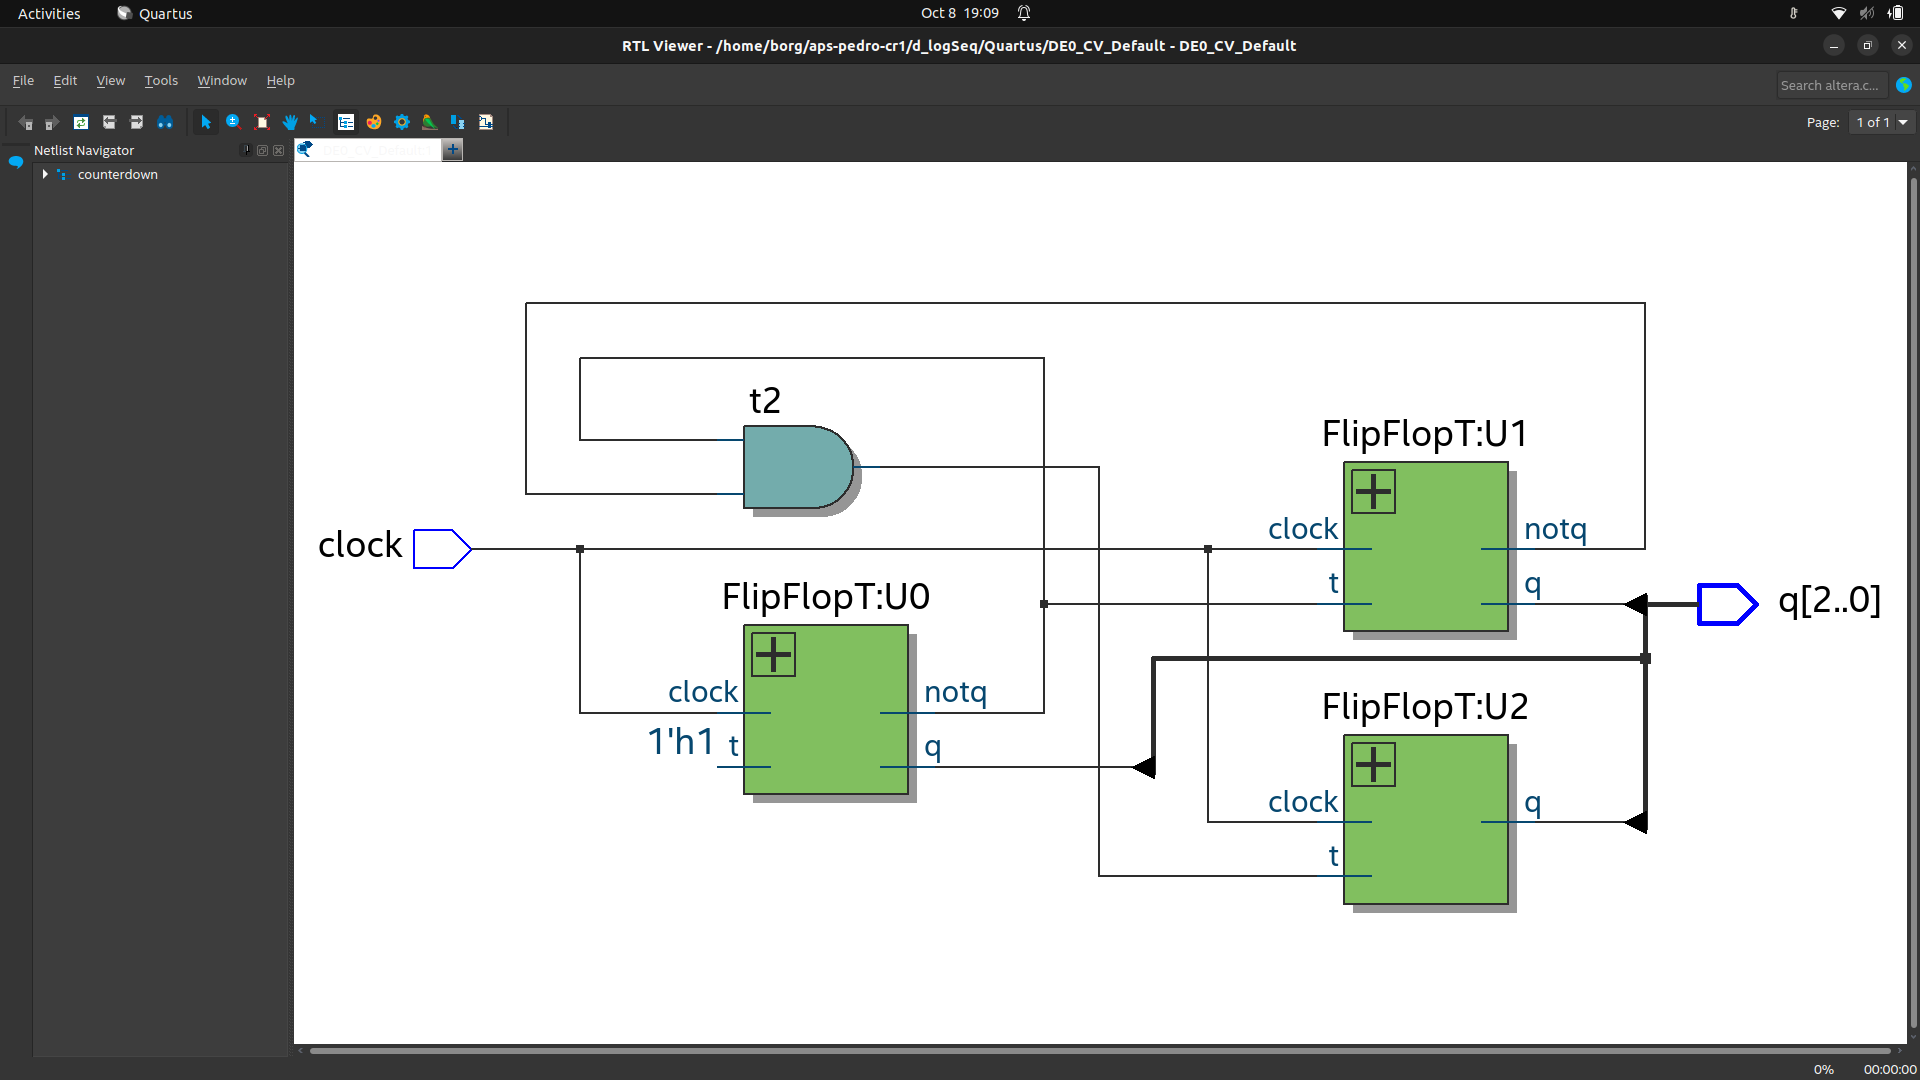 Activities
Quartus
Oct 8 19:09
RTL Viewer - /home/borg/aps-pedro-cr1/d_logSeq/Quartus/DE0_CV_Default - DE0_CV_Default
File Edit View Tools Window Help
Search altera.c...
Page: 1 of 1
Netlist Navigator
counterdown
t2
FlipFlopT:U1
clock
notq
t
q
clock
q[2..0]
FlipFlopT:U0
clock
notq
1'h1
t
q
FlipFlopT:U2
clock
q
t
0% 00:00:00